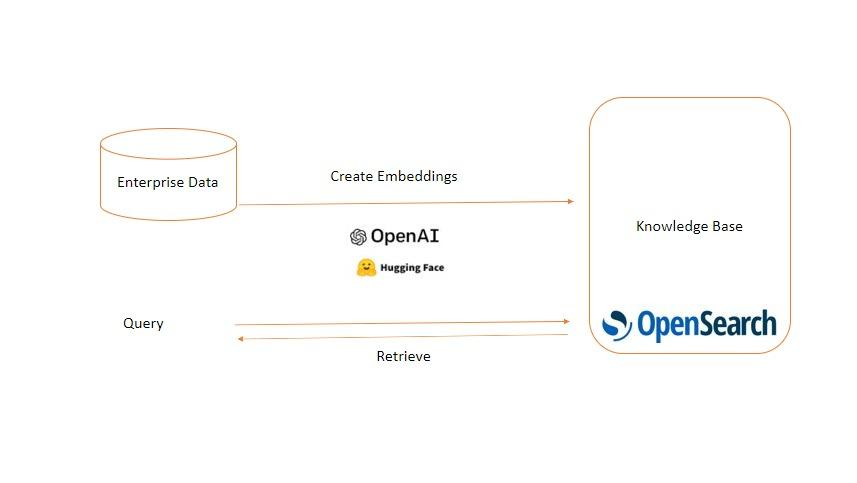 Enterprise Data
Create Embeddings
OpenAI
Hugging Face
Knowledge Base
Query
OpenSearch
Retrieve